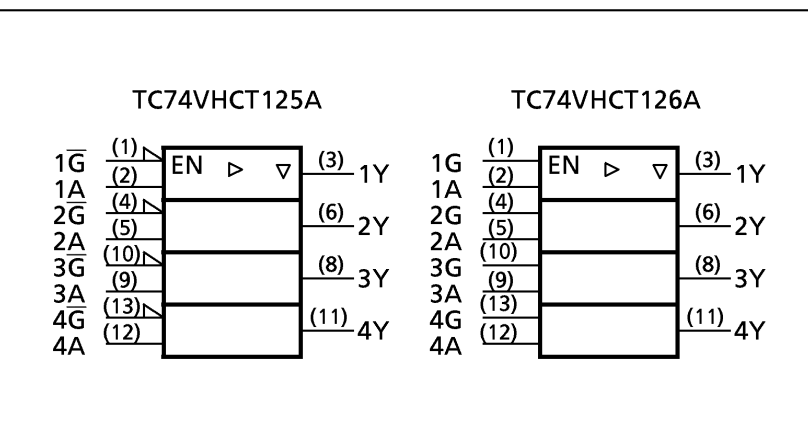 TC74VHCT125A
1G̅ (1) EN ▷ ▽ (3) 1Y
1A (2)
2G̅ (4) (6) 2Y
2A (5)
3G̅ (10) (8) 3Y
3A (9)
4G̅ (13) (11) 4Y
4A (12)
TC74VHCT126A
1G (1) EN ▷ ▽ (3) 1Y
1A (2)
2G (4) (6) 2Y
2A (5)
3G (10) (8) 3Y
3A (9)
4G (13) (11) 4Y
4A (12)